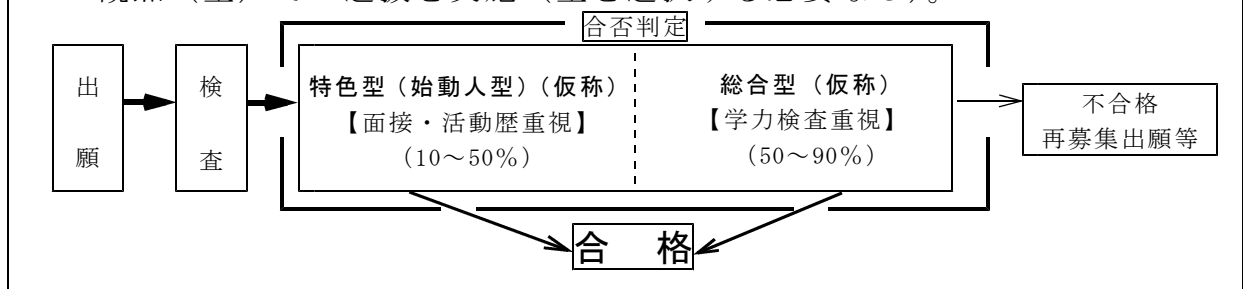 合否判定
出願
検査
特色型（始動人型）（仮称）
【面接・活動歴重視】
（10～50％）
総合型（仮称）
【学力検査重視】
（50～90％）
不合格
再募集出願等
合　格